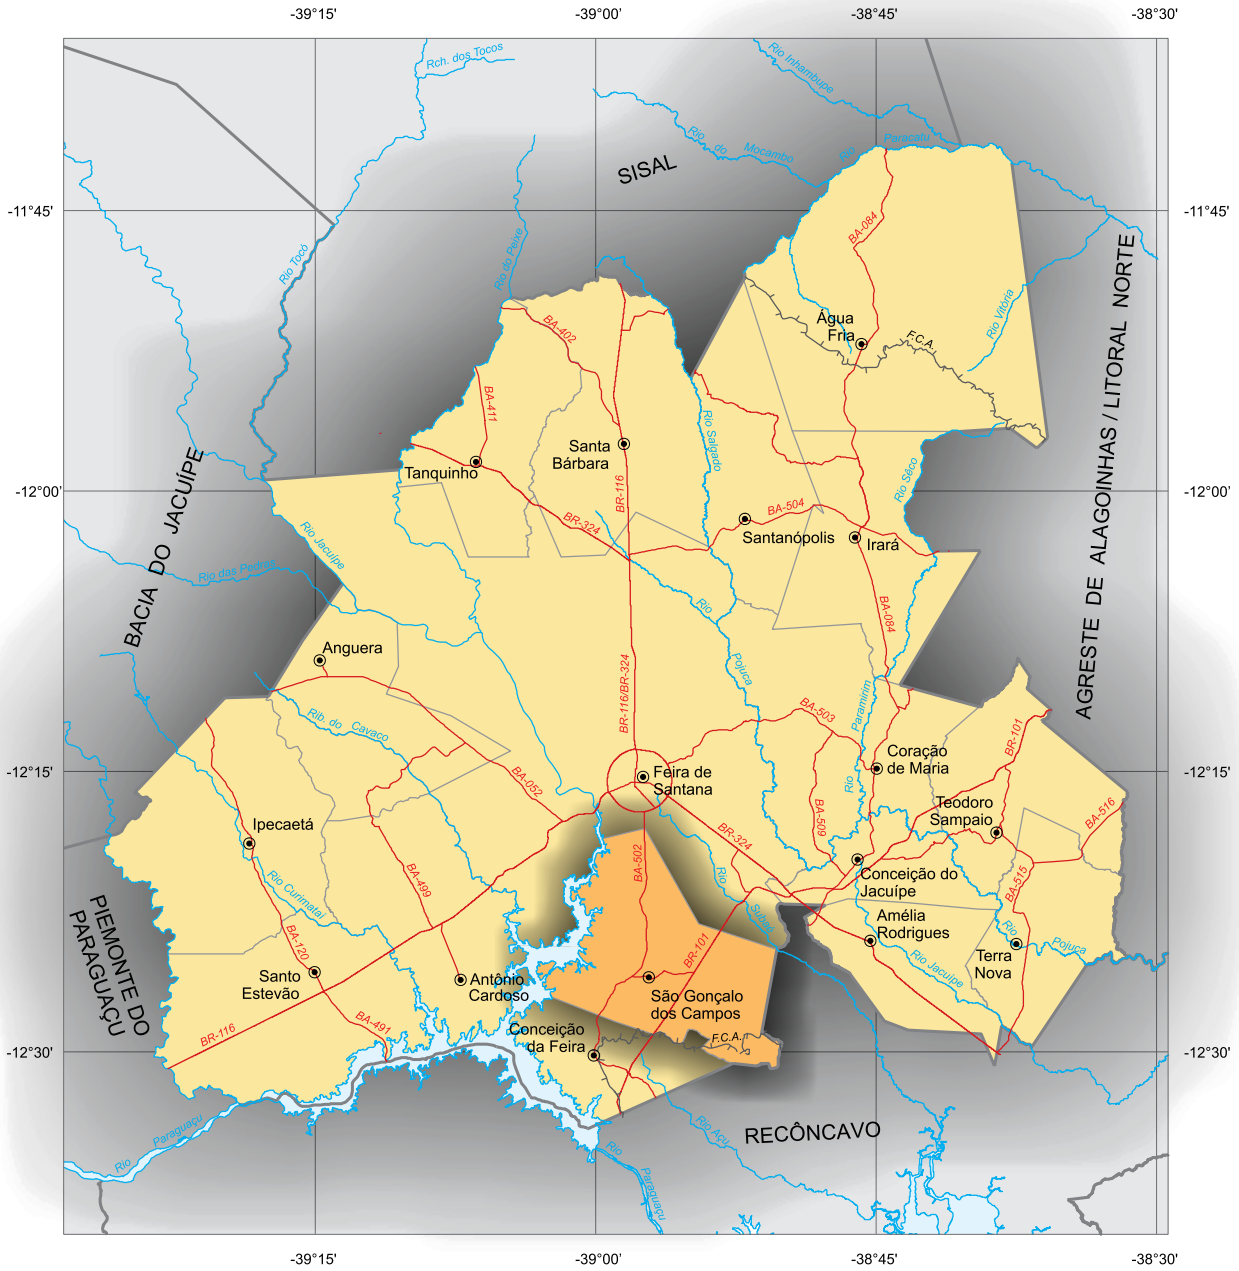 -39°15'
-39°00'
-38°45'
-38°30'
Rch. dos Tocos
Rio Inhambupe
Rio do Mocambo
Rio Paracatu
SISAL
-11°45'
-11°45'
BA-084
Rio Tocó
Rio do Peixe
Rio Vitória
AGRESTE DE ALAGOINHAS / LITORAL NORTE
Água
Fria
F.C.A.
BA-402
BA-411
Rio Salgado
Santa
Bárbara
Tanquinho
Rio Sêco
BACIA DO JACUÍPE
-12°00'
-12°00'
BR-116
BR-324
BA-504
Santanópolis
Irará
Rio Jacuípe
Rio das Pedras
Rio Pojuca
BA-084
Anguera
BR-116/BR-324
Rio Paramirim
Rib. do Cavaco
BA-503
BR-101
Coração
de Maria
-12°15'
-12°15'
Feira de
Santana
BA-052
Teodoro
Sampaio
BA-516
Ipecaetá
BA-509
BR-324
BA-502
BA-499
Conceição do
Jacuípe
BA-515
Rio Curimataí
Rio Subaé
Amélia
Rodrigues
PIEMONTE DO
PARAGUAÇU
BA-120
BR-101
Rio Pojuca
Terra
Nova
Rio Jacuípe
Santo
Estevão
Antônio
Cardoso
São Gonçalo
dos Campos
BR-116
BA-491
Conceição
da Feira
F.C.A.
-12°30'
-12°30'
Rio Paraguaçu
Rio Açu
RECÔNCAVO
Rio Paraguaçu
-39°15'
-39°00'
-38°45'
-38°30'